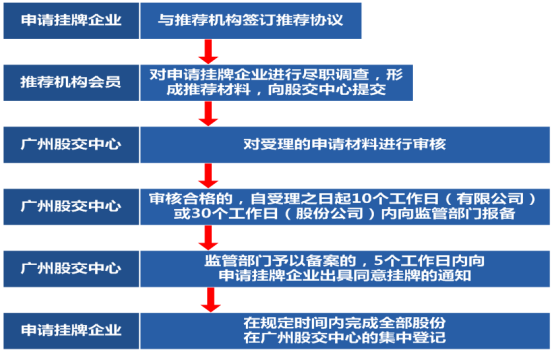 申请挂牌企业
与推荐机构签订推荐协议
推荐机构会员
对申请挂牌企业进行尽职调查，形
成推荐材料，向股交中心提交
广州股交中心
对受理的申请材料进行审核
广州股交中心
审核合格的，自受理之日起10个工作日（有限公司）
或30个工作日（股份公司）内向监管部门报备
广州股交中心
监管部门予以备案的，5个工作日内向
申请挂牌企业出具同意挂牌的通知
申请挂牌企业
在规定时间内完成全部股份
在广州股交中心的集中登记